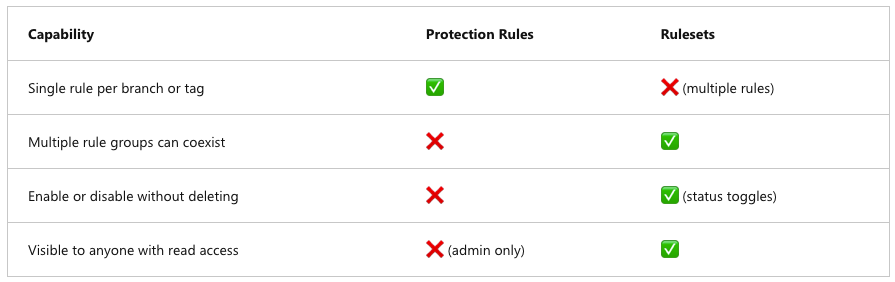 Capability Protection Rules Rulesets
Single rule per branch or tag ✅ ❌ (multiple rules)
Multiple rule groups can coexist ❌ ✅
Enable or disable without deleting ❌ ✅ (status toggles)
Visible to anyone with read access ❌ (admin only) ✅